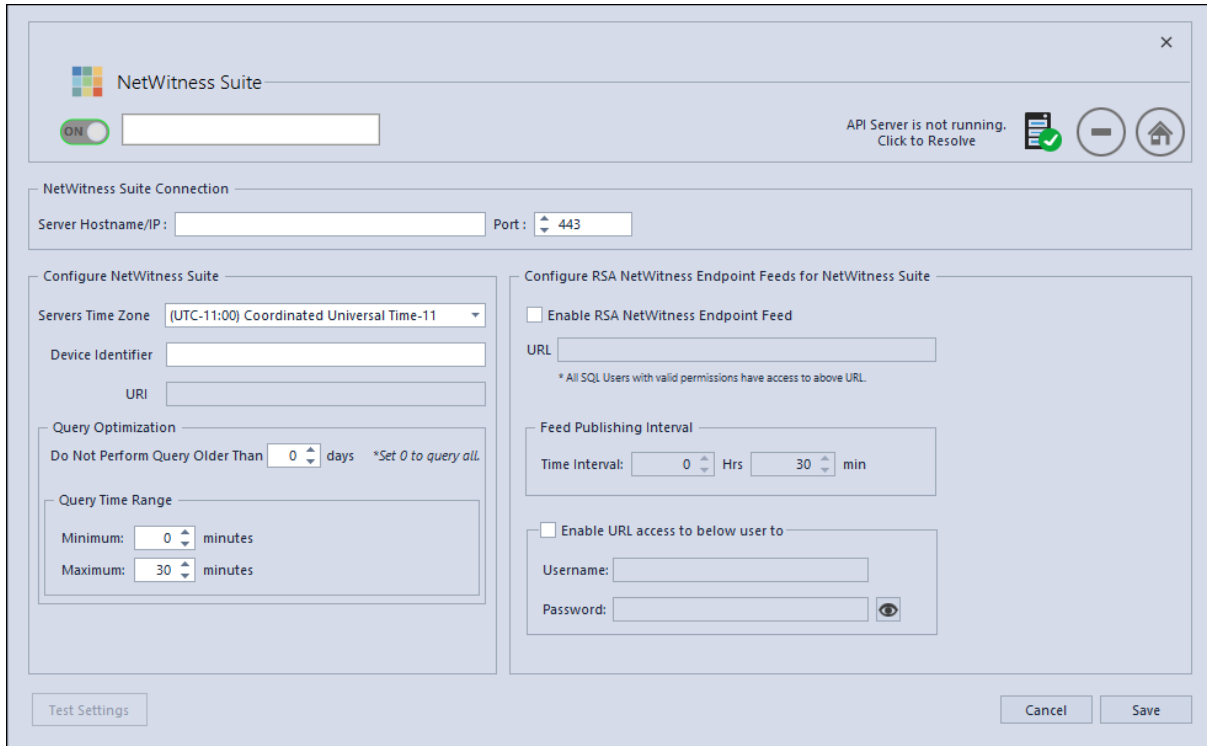 NetWitness Suite
ON
API Server is not running.
Click to Resolve
NetWitness Suite Connection
Server Hostname/IP :
Port : 443
Configure NetWitness Suite
Servers Time Zone (UTC-11:00) Coordinated Universal Time-11
Device Identifier
URI
Query Optimization
Do Not Perform Query Older Than 0 days *Set 0 to query all.
Query Time Range
Minimum: 0 minutes
Maximum: 30 minutes
Configure RSA NetWitness Endpoint Feeds for NetWitness Suite
Enable RSA NetWitness Endpoint Feed
URL
* All SQL Users with valid permissions have access to above URL.
Feed Publishing Interval
Time Interval: 0 Hrs 30 min
Enable URL access to below user to
Username:
Password:
Test Settings
Cancel Save